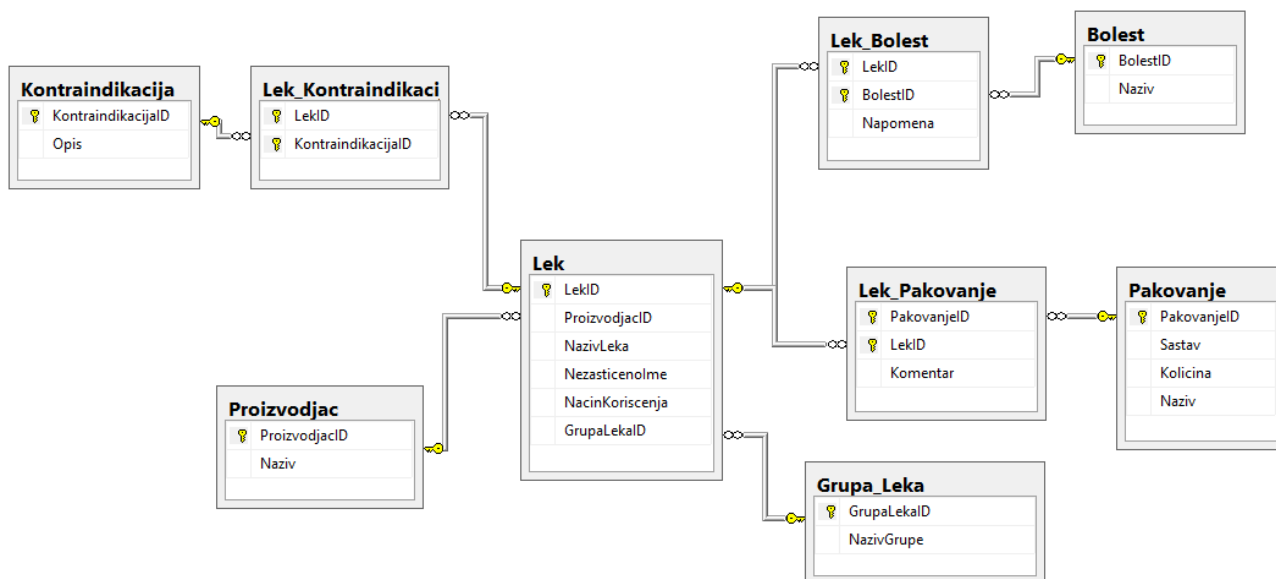 Kontraindikacija
KontraindikacijaID
Opis
Lek_Kontraindikaci
LekID
KontraindikacijaID
Lek_Bolest
LekID
BolestID
Napomena
Bolest
BolestID
Naziv
Lek
LekID
ProizvodjacID
NazivLeka
NezasticenoIme
NacinKoriscenja
GrupaLekaID
Lek_Pakovanje
PakovanjeID
LekID
Komentar
Pakovanje
PakovanjeID
Sastav
Kolicina
Naziv
Proizvodjac
ProizvodjacID
Naziv
Grupa_Leka
GrupaLekaID
NazivGrupe